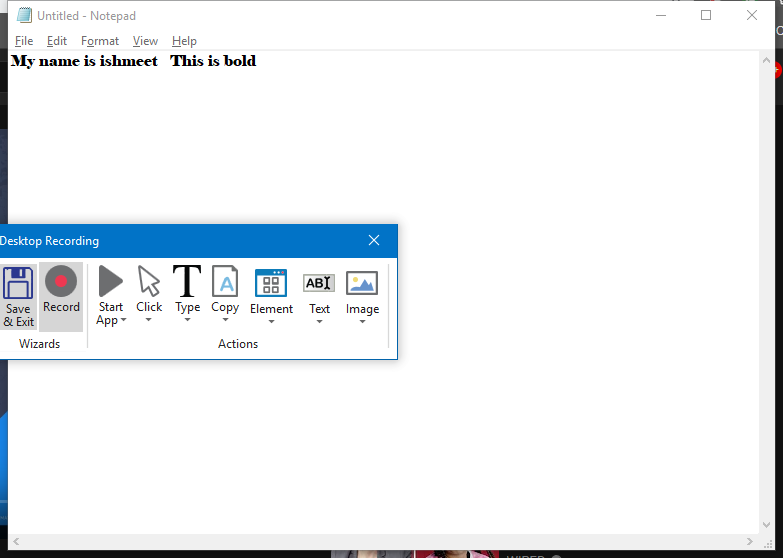 Untitled - Notepad
File Edit Format View Help
My name is ishmeet   This is bold
Desktop Recording
Save & Exit
Record
Start App
Click
Type
Copy
Element
Text
Image
Wizards
Actions